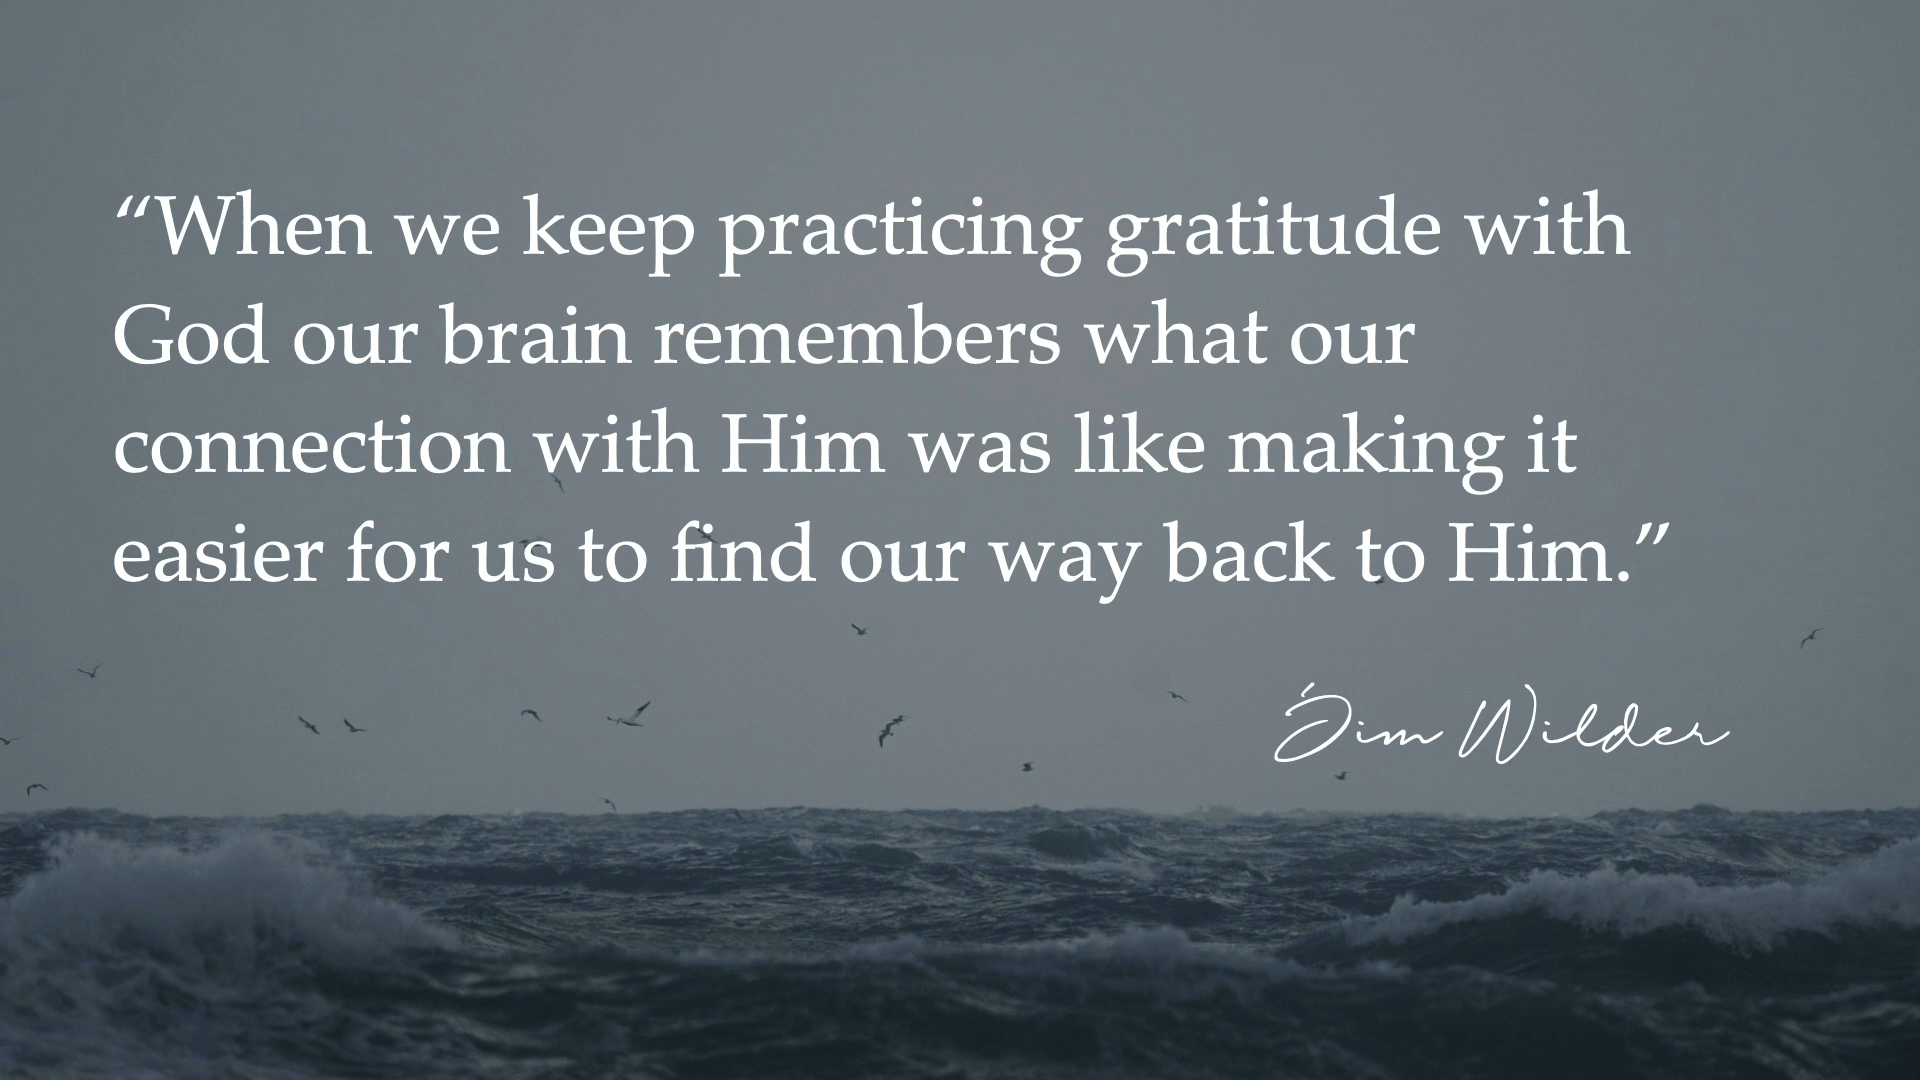 “When we keep practicing gratitude with
God our brain remembers what our
connection with Him was like making it
easier for us to find our way back to Him.”
Jim Wilder